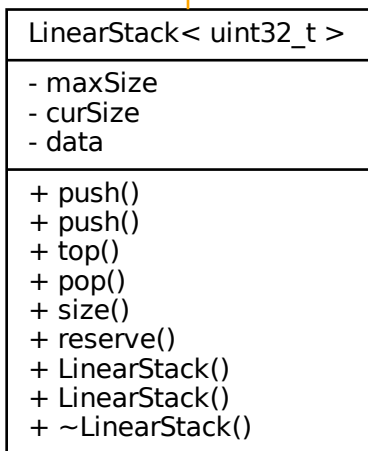 LinearStack< uint32_t >
- maxSize
- curSize
- data
+ push()
+ push()
+ top()
+ pop()
+ size()
+ reserve()
+ LinearStack()
+ LinearStack()
+ ~LinearStack()